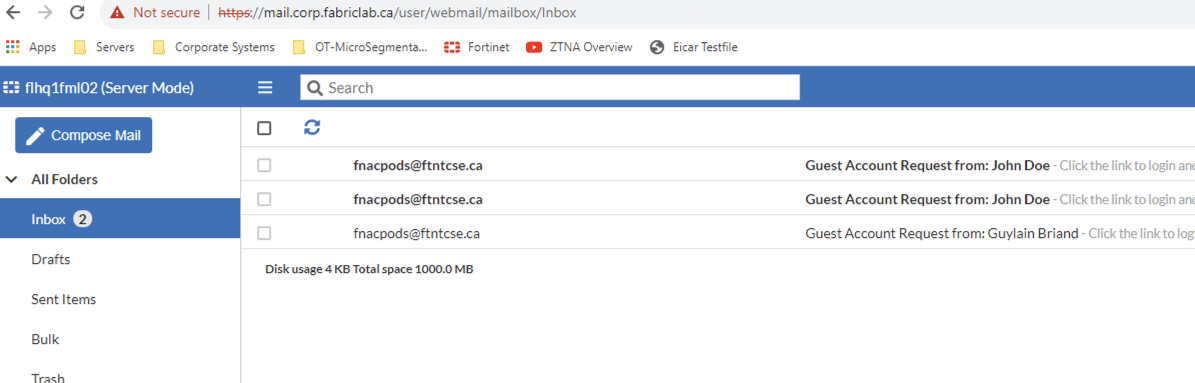 Not secure https://mail.corp.fabriclab.ca/user/webmail/mailbox/Inbox
Apps Servers Corporate Systems OT-MicroSegmenta... Fortinet ZTNA Overview Eicar Testfile
flhq1fml02 (Server Mode) Search
Compose Mail
fnacpods@ftntcse.ca Guest Account Request from: John Doe - Click the link to login and
All Folders
fnacpods@ftntcse.ca Guest Account Request from: John Doe - Click the link to login and
Inbox 2
fnacpods@ftntcse.ca Guest Account Request from: Guylain Briand - Click the link to log
Drafts
Disk usage 4 KB Total space 1000.0 MB
Sent Items
Bulk
Trash